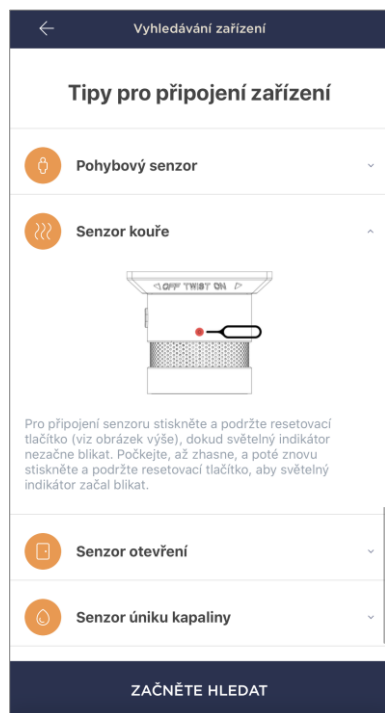 Vyhledávání zařízení
Tipy pro připojení zařízení
Pohybový senzor
Senzor kouře
OFF TWIST ON
Pro připojení senzoru stiskněte a podržte resetovací
tlačítko (viz obrázek výše), dokud světelný indikátor
nezačne blikat. Počkejte, až zhasne, a poté znovu
stiskněte a podržte resetovací tlačítko, aby světelný
indikátor začal blikat.
Senzor otevření
Senzor úniku kapaliny
ZAČNĚTE HLEDAT